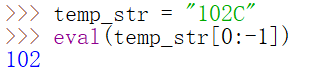 >>> temp_str = "102C"
>>> eval(temp_str[0:-1])
102